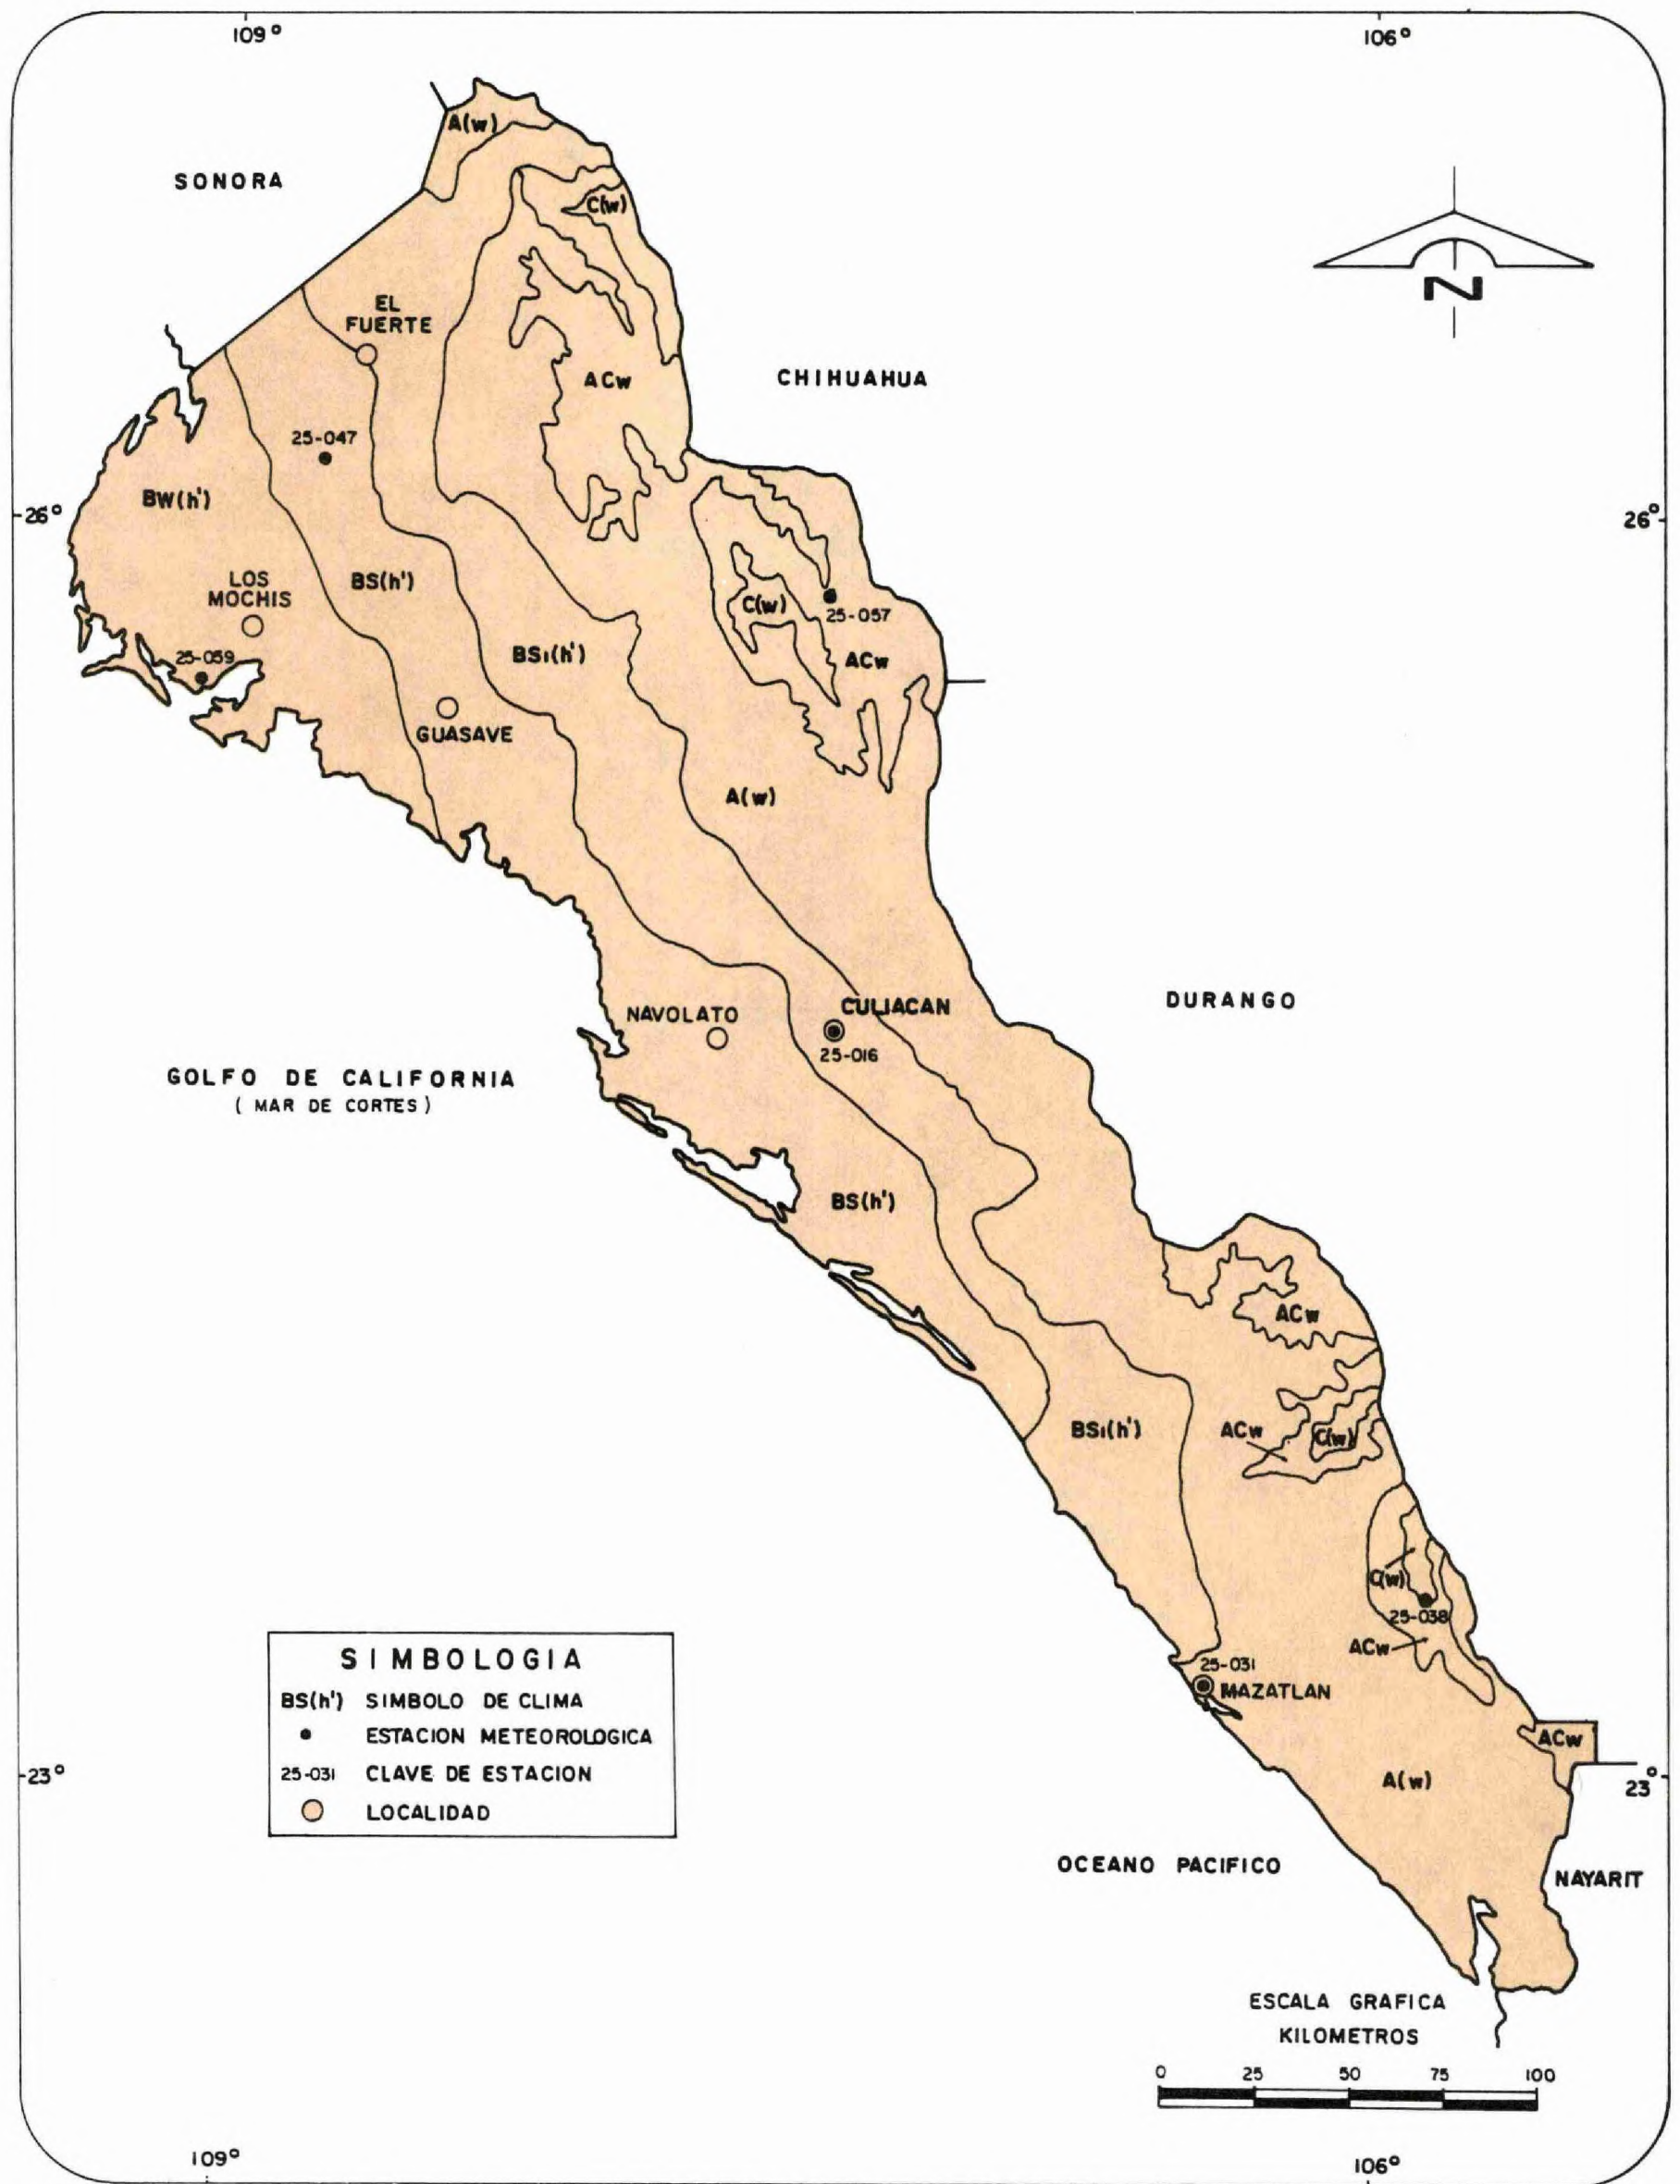 109°
106°
A(w)
SONORA
C(w)
N
EL
FUERTE
CHIHUAHUA
ACw
25-047
BW(h')
26°
26°
LOS
MOCHIS
BS(h')
C(w)
25-057
25-059
BS1(h')
ACw
GUASAVE
A(w)
DURANGO
CULIACAN
NAVOLATO
25-016
GOLFO DE CALIFORNIA
( MAR DE CORTES )
BS(h')
ACw
BS1(h')
ACw
C(w)
C(w)
25-038
ACw
25-031
MAZATLAN
ACw
A(w)
SIMBOLOGIA
BS(h') SIMBOLO DE CLIMA
ESTACION METEOROLOGICA
25-031 CLAVE DE ESTACION
LOCALIDAD
23°
23°
OCEANO PACIFICO
NAYARIT
ESCALA GRAFICA
KILOMETROS
0 25 50 75 100
109°
106°